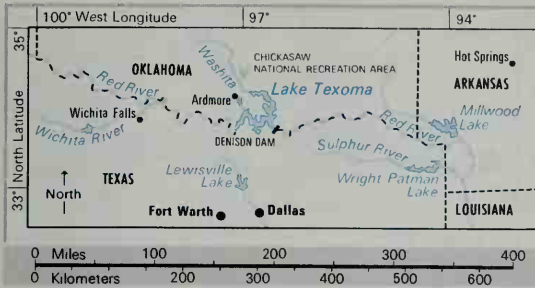 100° West Longitude
97°
94°
35°
North Latitude
33°
OKLAHOMA
Washita
CHICKASAW
NATIONAL RECREATION AREA
Hot Springs
ARKANSAS
Red River
Ardmore
Lake Texoma
Wichita Falls
Red River
Millwood
Lake
Wichita River
DENISON DAM
Sulphur River
Lewisville
Lake
Wright Patman
Lake
TEXAS
North
LOUISIANA
Fort Worth
Dallas
0 Miles 100 200 300 400
0 Kilometers 200 300 400 500 600